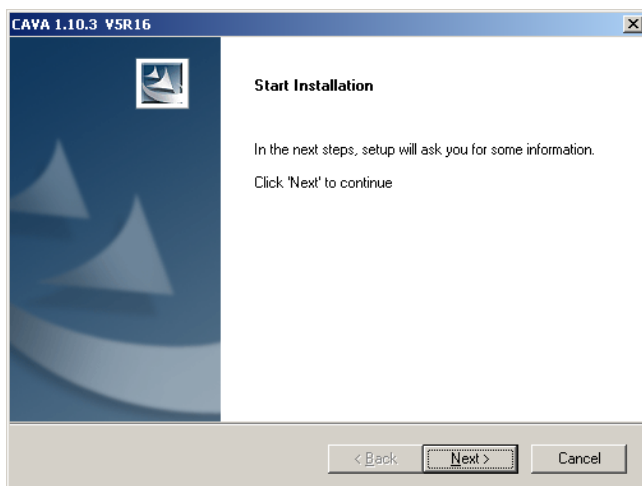 CAVA 1.10.3 V5R16
Start Installation
In the next steps, setup will ask you for some information.
Click 'Next' to continue
< Back
Next >
Cancel